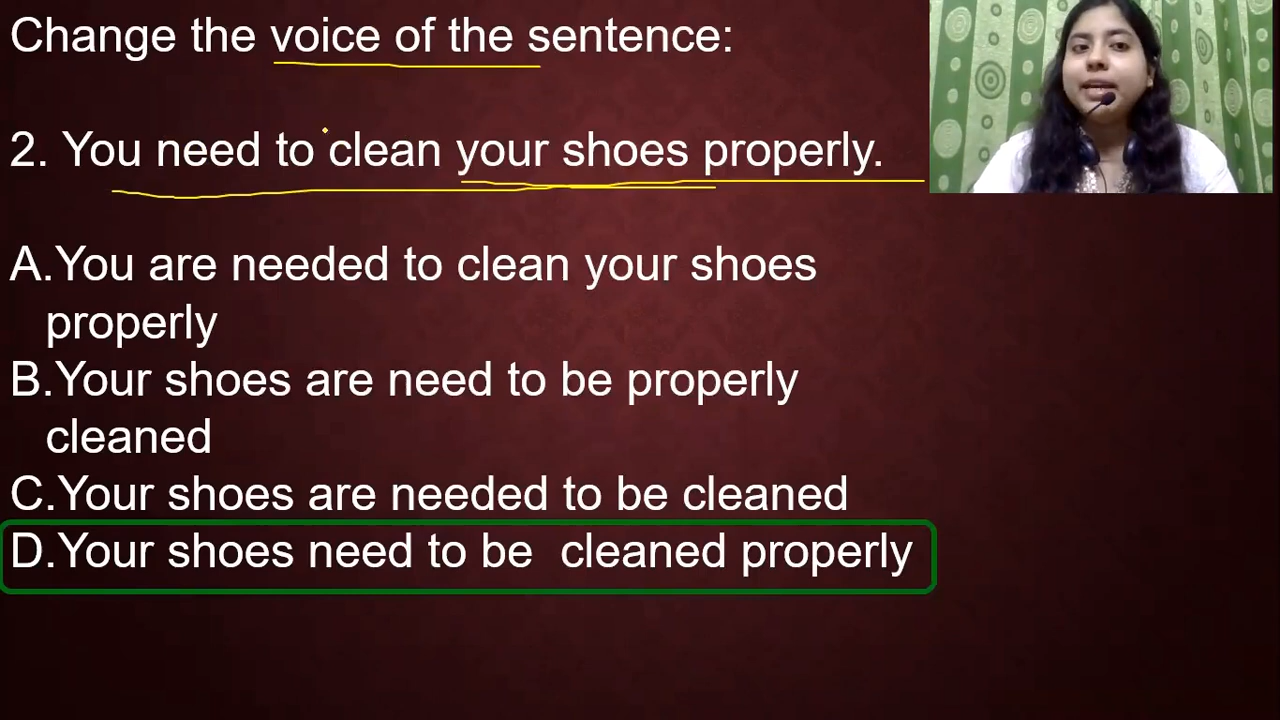 Change the voice of the sentence:
2. You need to clean your shoes properly.
A.You are needed to clean your shoes
properly
B.Your shoes are need to be properly
cleaned
C.Your shoes are needed to be cleaned
D.Your shoes need to be  cleaned properly